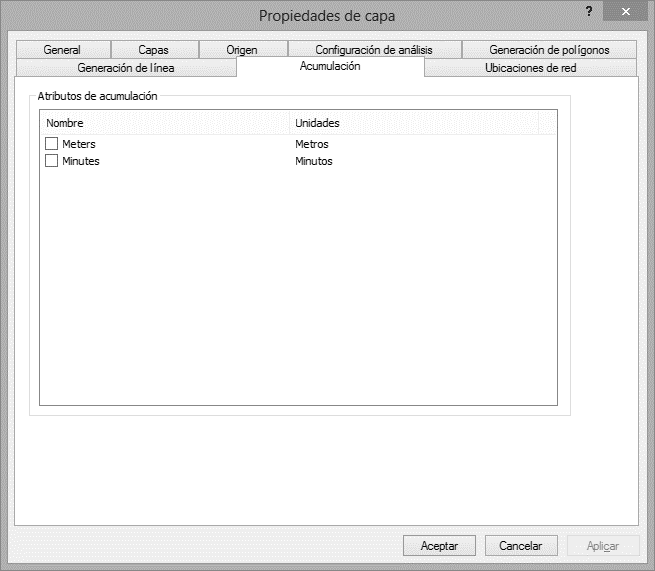 Propiedades de capa
? ×
General Capas Origen Configuración de análisis Generación de polígonos
Generación de línea Acumulación Ubicaciones de red
Atributos de acumulación
Nombre Unidades
Meters Metros
Minutes Minutos
Aceptar Cancelar Aplicar